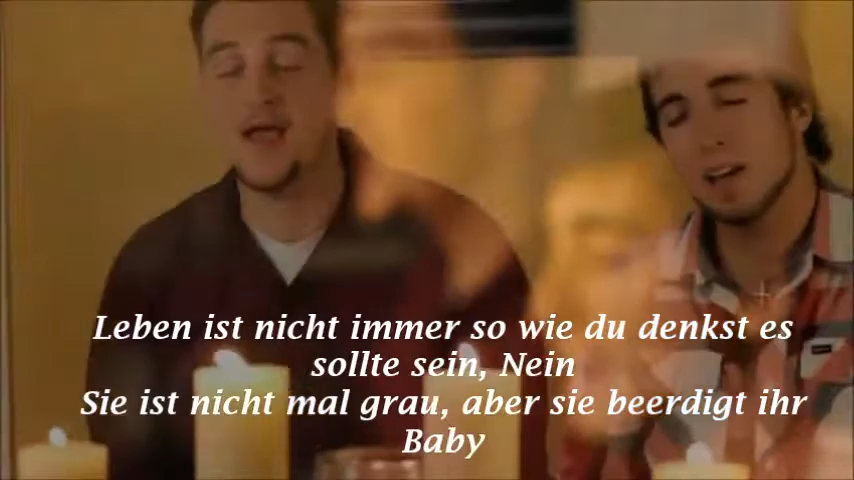 Leben ist nicht immer so wie du denkst es
sollte sein, Nein
Sie ist nicht mal grau, aber sie beerdigt ihr
Baby